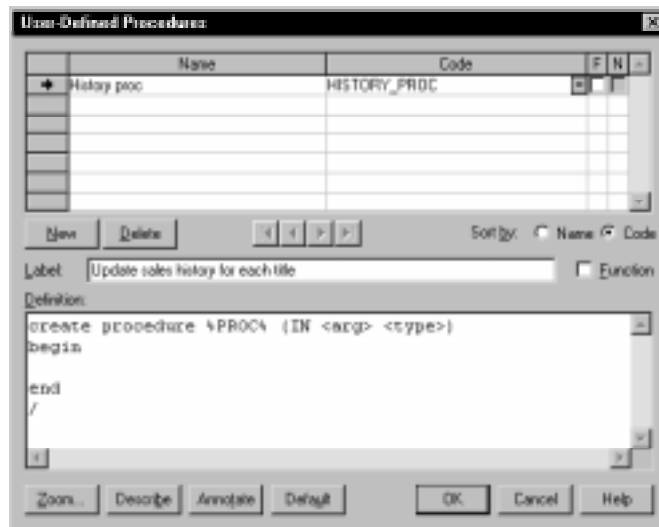 User-Defined Procedures
Name Code F N
History proc HISTORY_PROC
New Delete Sort by: Name Code
Label: Update sales history for each title Function
Definition:
create procedure %PROC% (IN <arg> <type>)
begin
end
/
Zoom... Describe Annotate Default OK Cancel Help